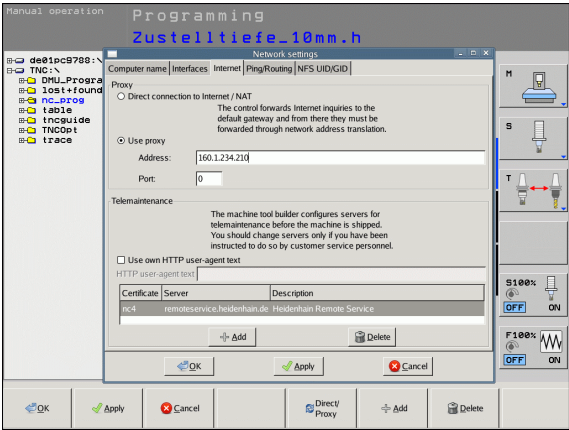 Manual operation
Programming
Zustelltiefe_10mm.h
de01pc9788:\
TNC:\
DMU_Progra
lost+found
nc_prog
table
tncguide
TNCOpt
trace
Network settings
Computer name Interfaces Internet Ping/Routing NFS UID/GID
Proxy
Direct connection to Internet / NAT
The control forwards Internet inquiries to the
default gateway and from there they must be
forwarded through network address translation.
Use proxy
Address: 160.1.234.210
Port: 0
Telemaintenance
The machine tool builder configures servers for
telemaintenance before the machine is shipped.
You should change servers only if you have been
instructed to do so by customer service personnel.
Use own HTTP user-agent text
HTTP user-agent text
Certificate Server Description
nc4 remoteservice.heidenhain.de Heidenhain Remote Service
Add Delete
OK Apply Cancel
M
S
T
S100%
OFF ON
F100%
OFF ON
OK Apply Cancel Direct/
Proxy Add Delete